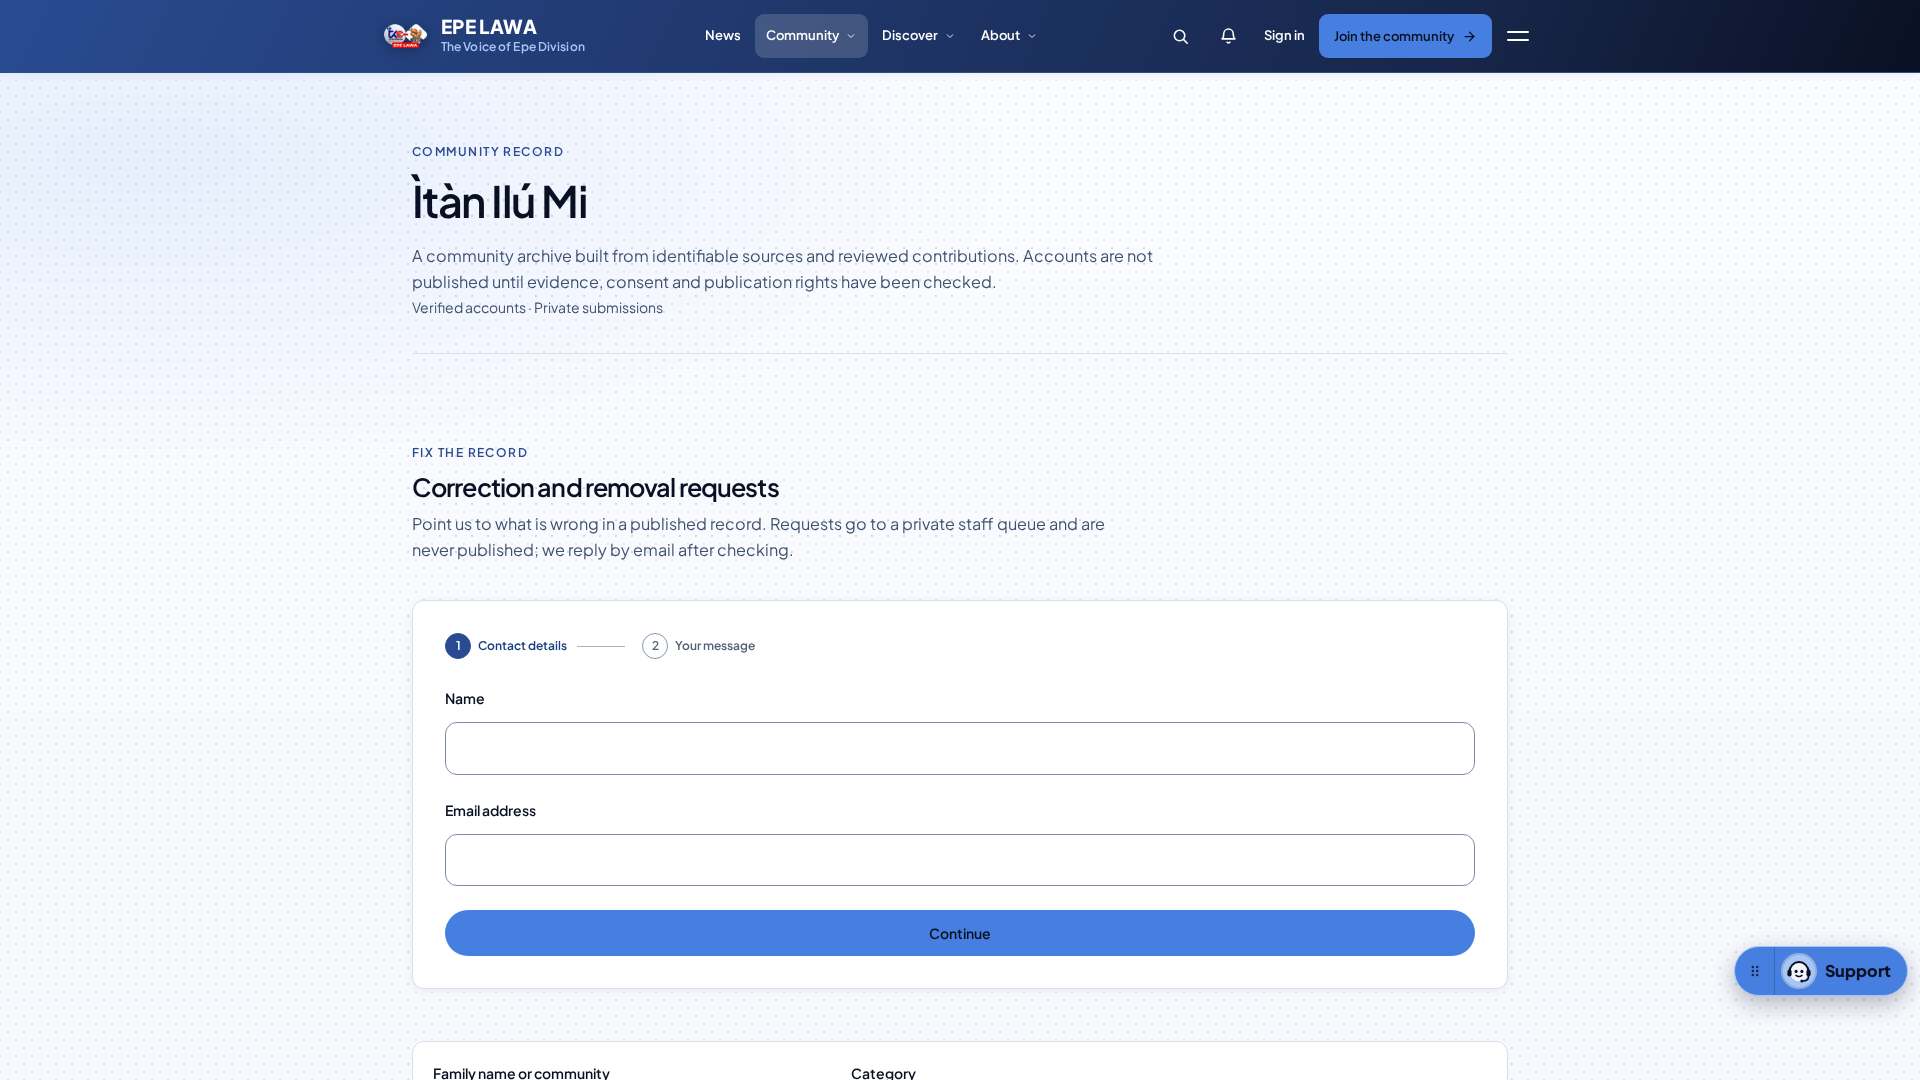 EPE LAWA
The Voice of Epe Division
News
Community
Discover
About
Sign in
Join the community
COMMUNITY RECORD
Ìtàn Ilú Mi
A community archive built from identifiable sources and reviewed contributions. Accounts are not
published until evidence, consent and publication rights have been checked.
Verified accounts · Private submissions
FIX THE RECORD
Correction and removal requests
Point us to what is wrong in a published record. Requests go to a private staff queue and are
never published; we reply by email after checking.
1 Contact details
2 Your message
Name
Email address
Continue
Support
Family name or community
Category